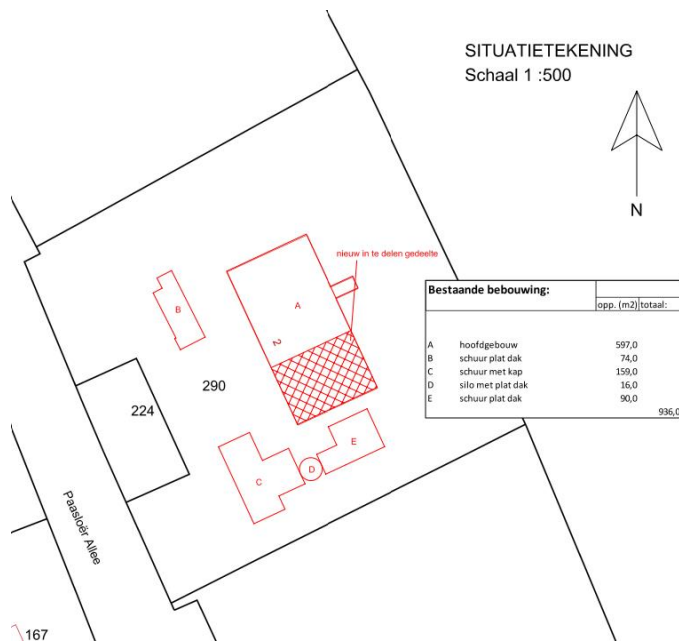 SITUATIETEKENING
Schaal 1 :500
N
nieuw in te delen gedeelte
A
B
2
290
224
E
D
C
Paasloër Allee
167
Bestaande bebouwing:
opp. (m2) totaal:
A hoofdgebouw 597,0
B schuur plat dak 74,0
C schuur met kap 159,0
D silo met plat dak 16,0
E schuur plat dak 90,0
936,0